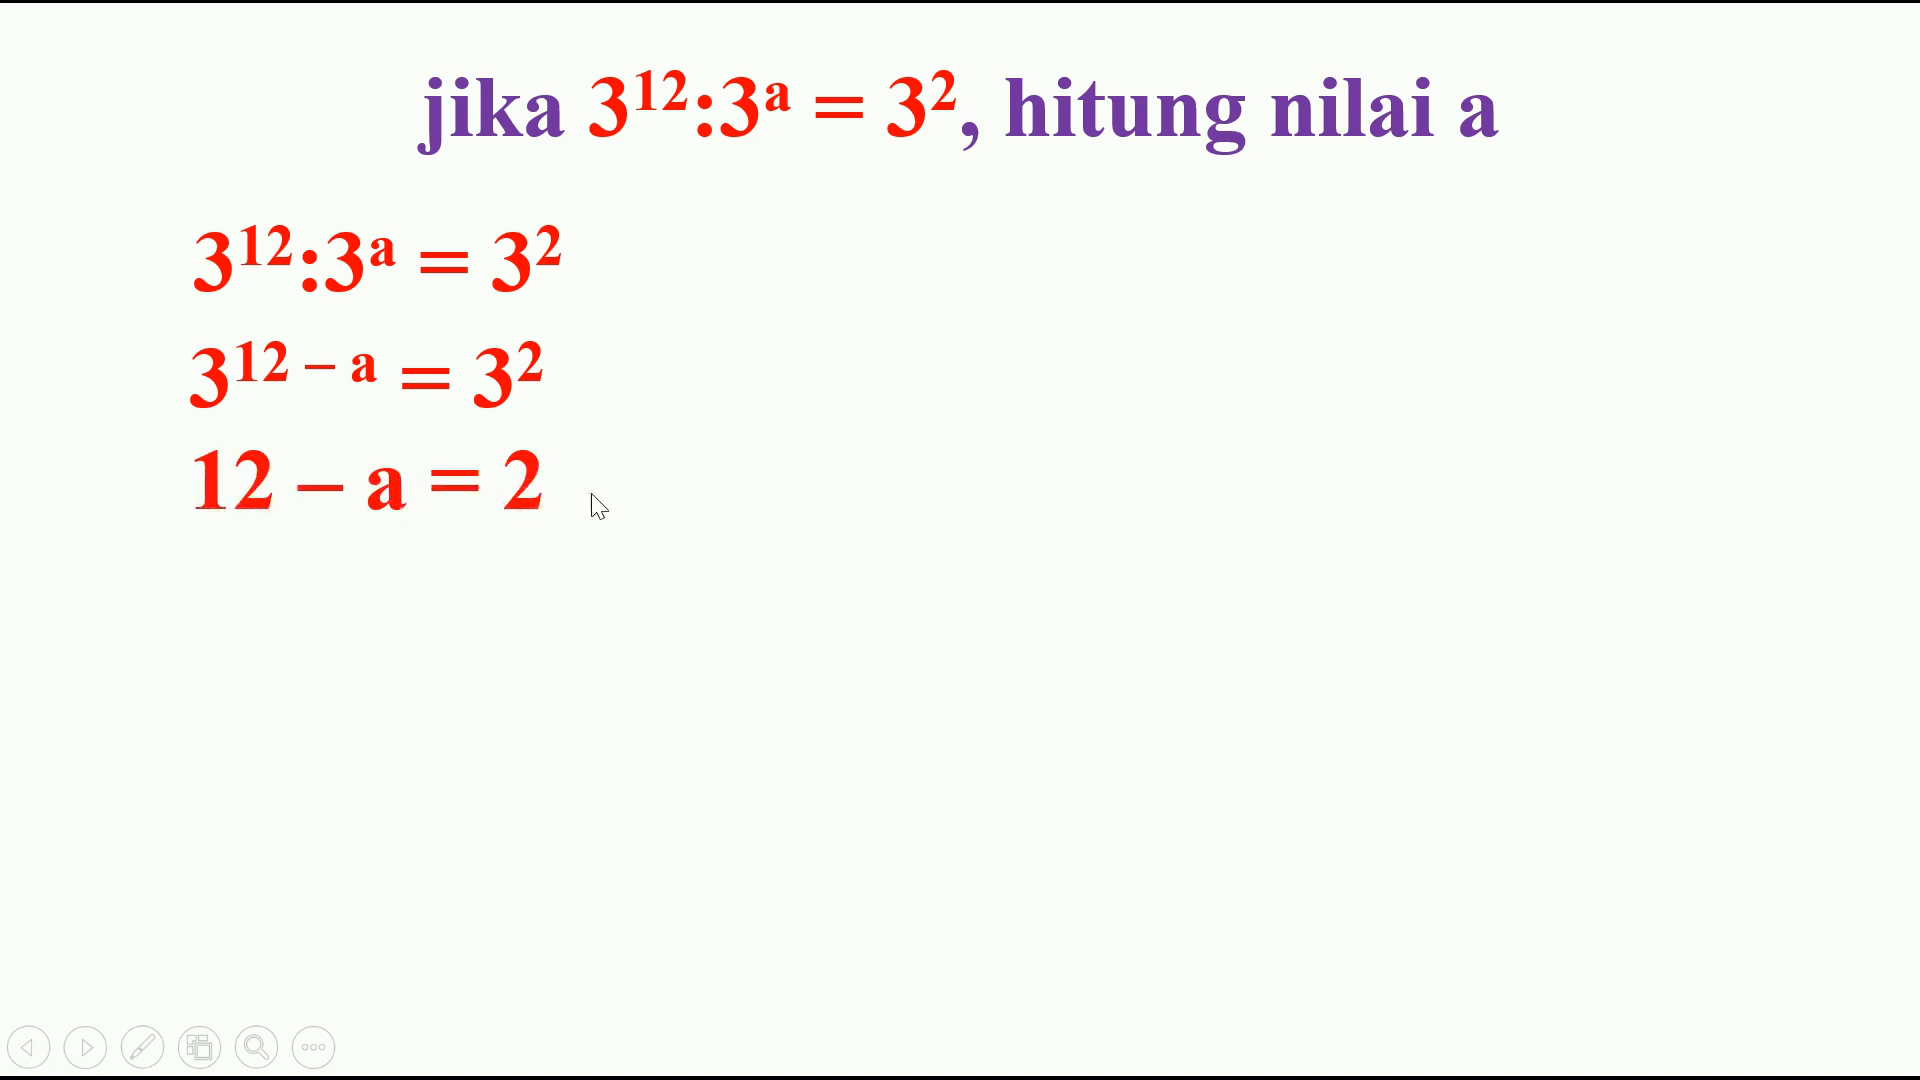 jika 3¹²:3ᵃ = 3², hitung nilai a
3¹²:3ᵃ = 3²
3¹² ⁻ ᵃ = 3²
12 – a = 2